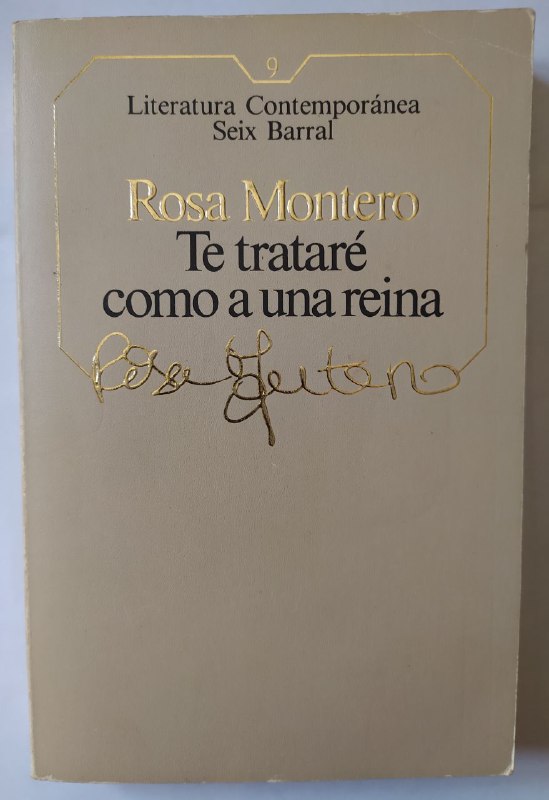 9
Literatura Contemporánea
Seix Barral
Rosa Montero
Te trataré
como a una reina
Rosa Montero